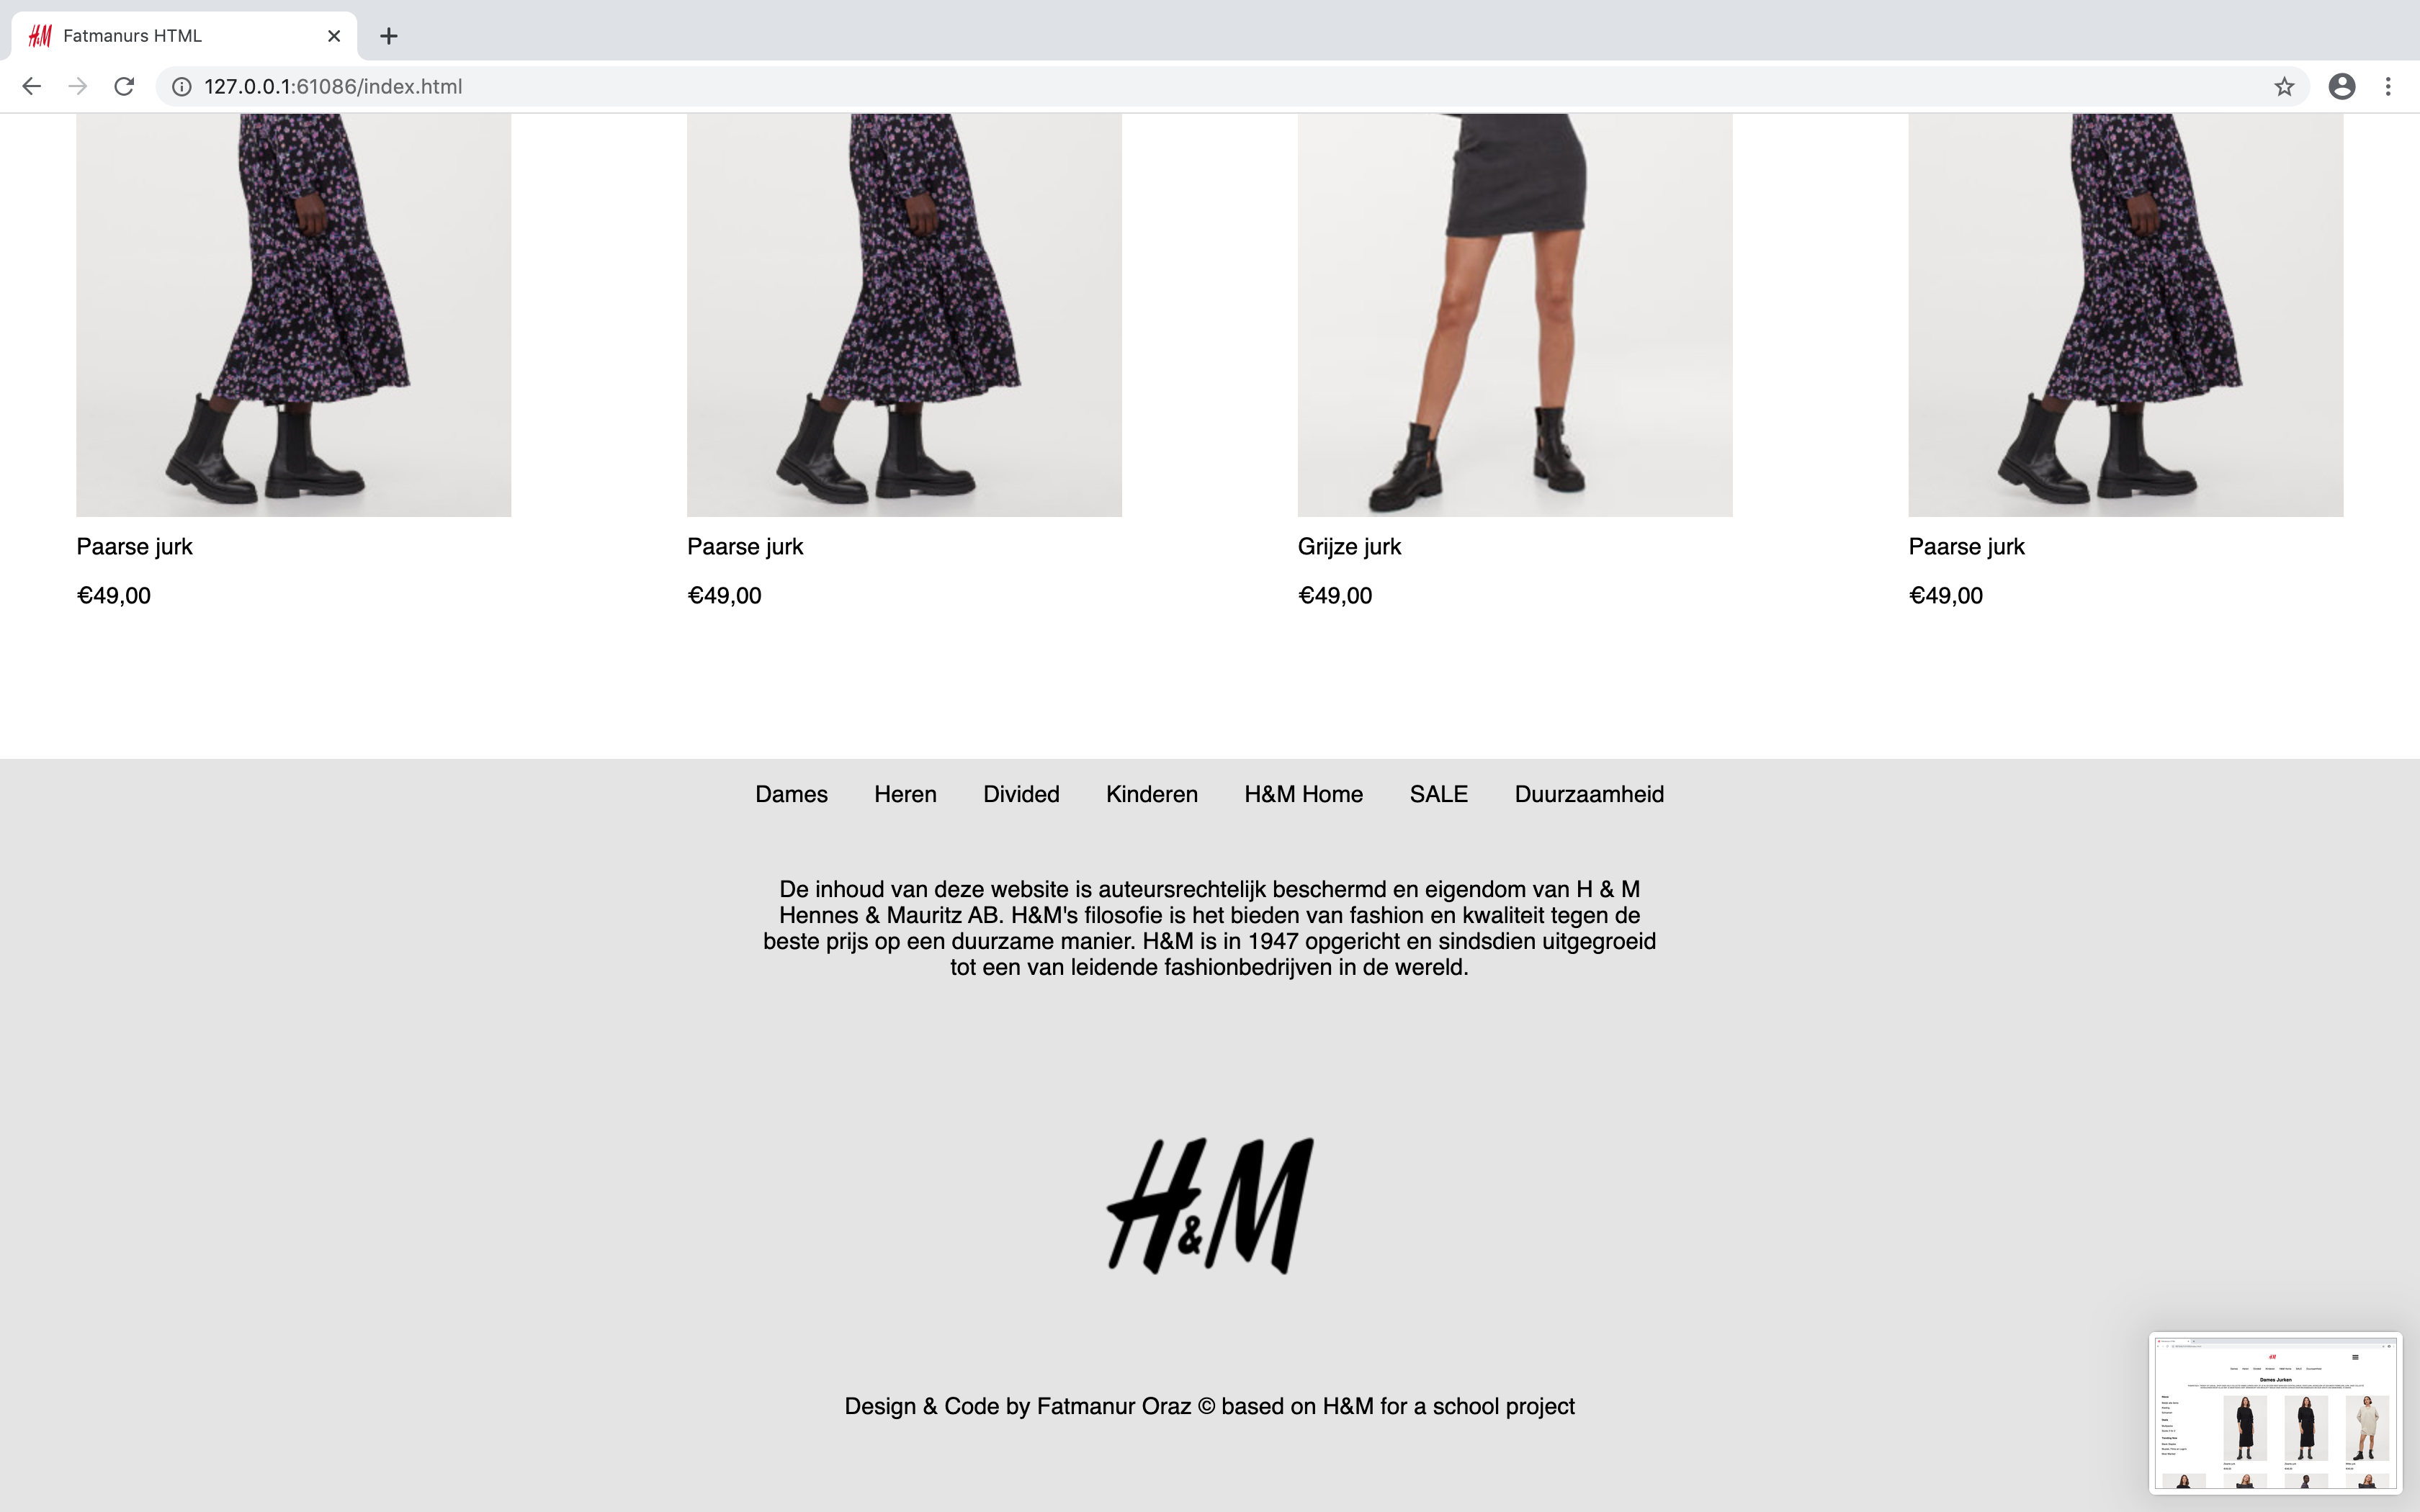 H&M Fatmanurs HTML
127.0.0.1:61086/index.html
Paarse jurk Paarse jurk Grijze jurk Paarse jurk
€49,00 €49,00 €49,00 €49,00
Dames Heren Divided Kinderen H&M Home SALE Duurzaamheid
De inhoud van deze website is auteursrechtelijk beschermd en eigendom van H & M
Hennes & Mauritz AB. H&M's filosofie is het bieden van fashion en kwaliteit tegen de
beste prijs op een duurzame manier. H&M is in 1947 opgericht en sindsdien uitgegroeid
tot een van leidende fashionbedrijven in de wereld.
H&M
Design & Code by Fatmanur Oraz © based on H&M for a school project
Dames Jurken